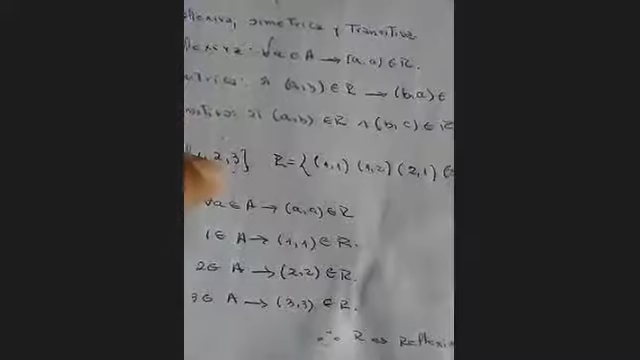 reflexiva, simetrica y Transitiva
reflexiva: ∀a∈A → (a,a)∈R.
si (a,b)∈R → (b,a)∈
si (a,b)∈R ∧ (b,c)∈R
2,3} R={(1,1) (1,2) (2,1)
∀a∈A → (a,a)∈R
1∈ A → (1,1)∈R.
2∈ A → (2,2)∈R.
3∈ A → (3,3)∈R.
∴ R es Reflexiv